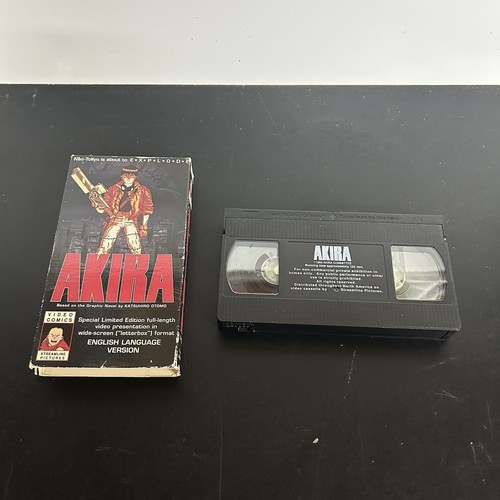 Neo-Tokyo is about to E•X•P•L•O•D•E
AKIRA
Based on the Graphic Novel by KATSUHIRO OTOMO
VIDEO
COMICS
STREAMLINE
PICTURES
Special Limited Edition full-length
video presentation in
wide-screen ("letterbox") format
ENGLISH LANGUAGE
VERSION
AKIRA
For non-commercial private exhibition in
homes only. Any public performance or
use is strictly prohibited.
All rights reserved.
Distributed throughout North America on
video cassette by Streamline Pictures